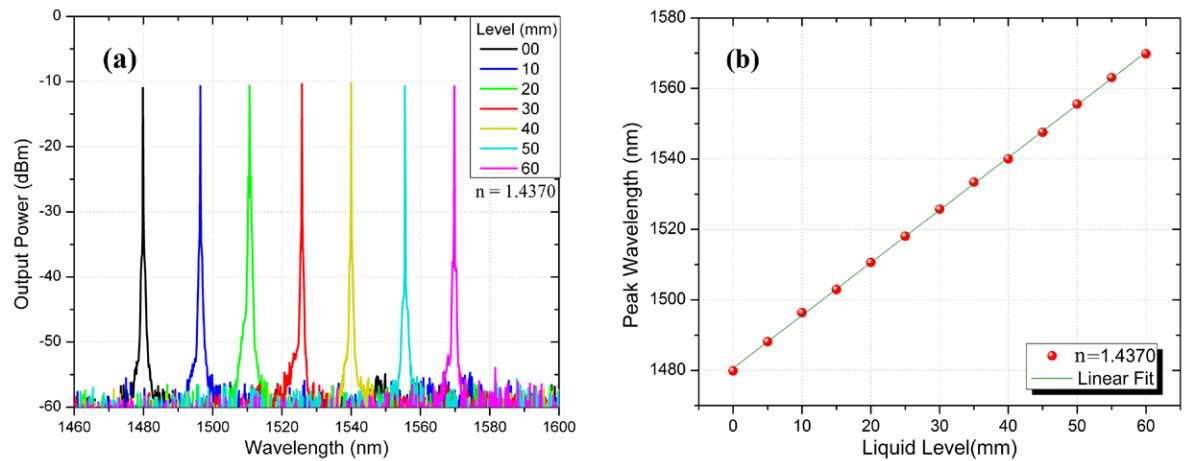 (a)
Level (mm)
00
10
20
30
40
50
60
n = 1.4370
0
-10
-20
-30
-40
-50
-60
Output Power (dBm)
1460 1480 1500 1520 1540 1560 1580 1600
Wavelength (nm)
(b)
1580
1560
1540
1520
1500
1480
Peak Wavelength (nm)
n=1.4370
Linear Fit
0 10 20 30 40 50 60
Liquid Level(mm)